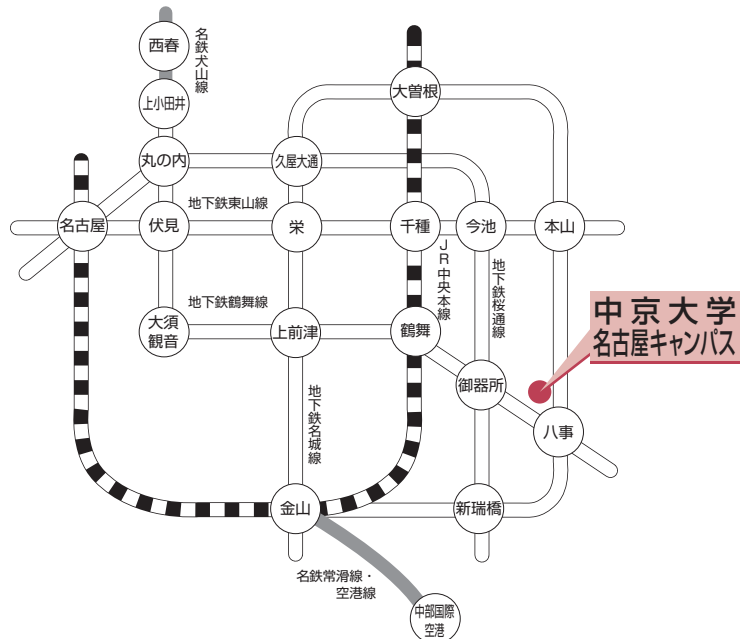 西春
名鉄犬山線
上小田井
大曽根
丸の内
久屋大通
地下鉄東山線
名古屋
伏見
栄
千種
今池
本山
JR中央本線
地下鉄桜通線
地下鉄鶴舞線
大須
観音
上前津
鶴舞
中京大学
名古屋キャンパス
御器所
地下鉄名城線
八事
金山
新瑞橋
名鉄常滑線・
空港線
中部国際
空港